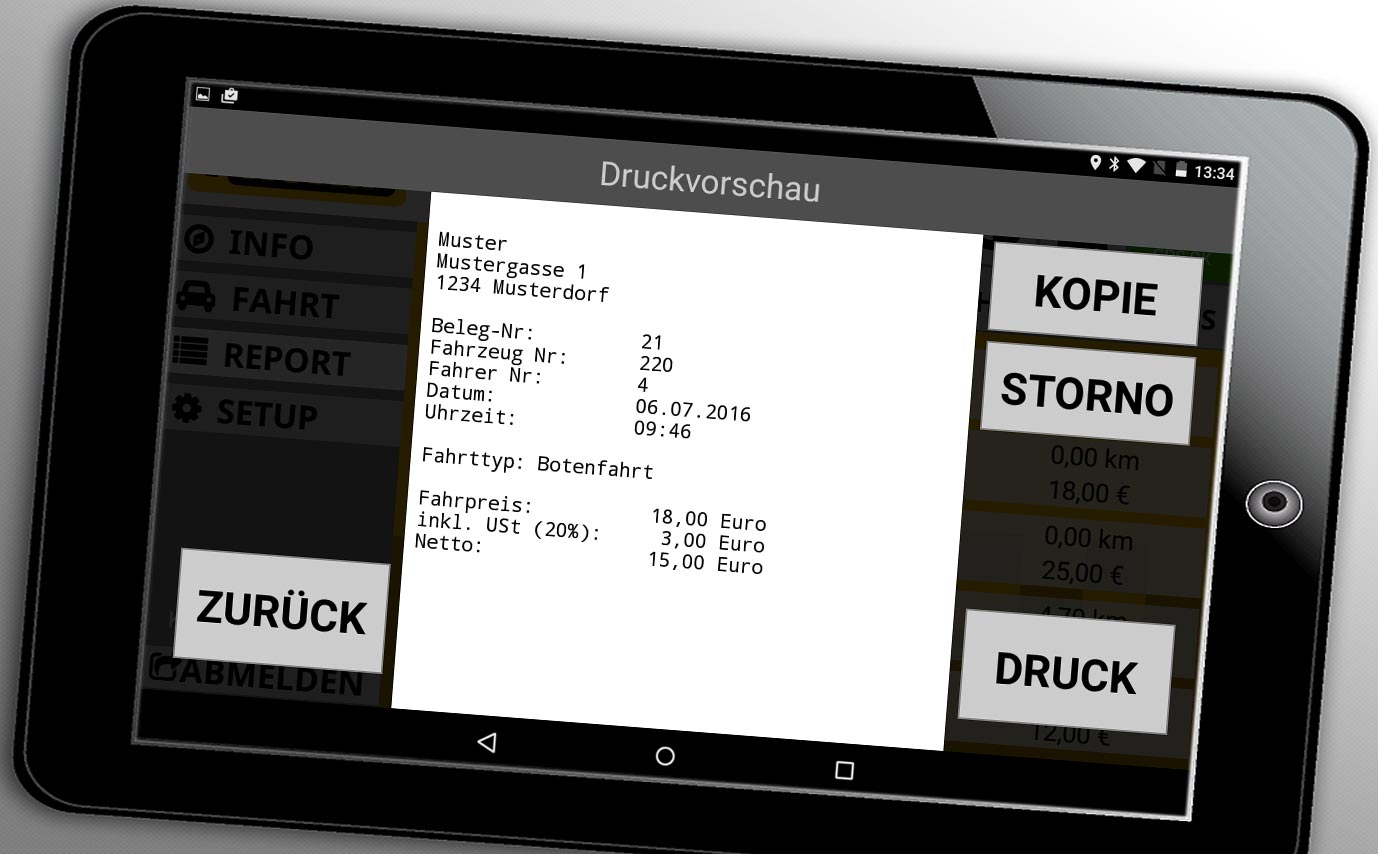 13:34
Druckvorschau
INFO
FAHRT
REPORT
SETUP
ZURÜCK
ABMELDEN
Muster
Mustergasse 1
1234 Musterdorf
Beleg-Nr: 21
Fahrzeug Nr: 220
Fahrer Nr: 4
Datum: 06.07.2016
Uhrzeit: 09:46
Fahrttyp: Botenfahrt
Fahrpreis: 18,00 Euro
inkl. USt (20%): 3,00 Euro
Netto: 15,00 Euro
KOPIE
STORNO
0,00 km
18,00 €
0,00 km
25,00 €
4,70 km
DRUCK
12,00 €